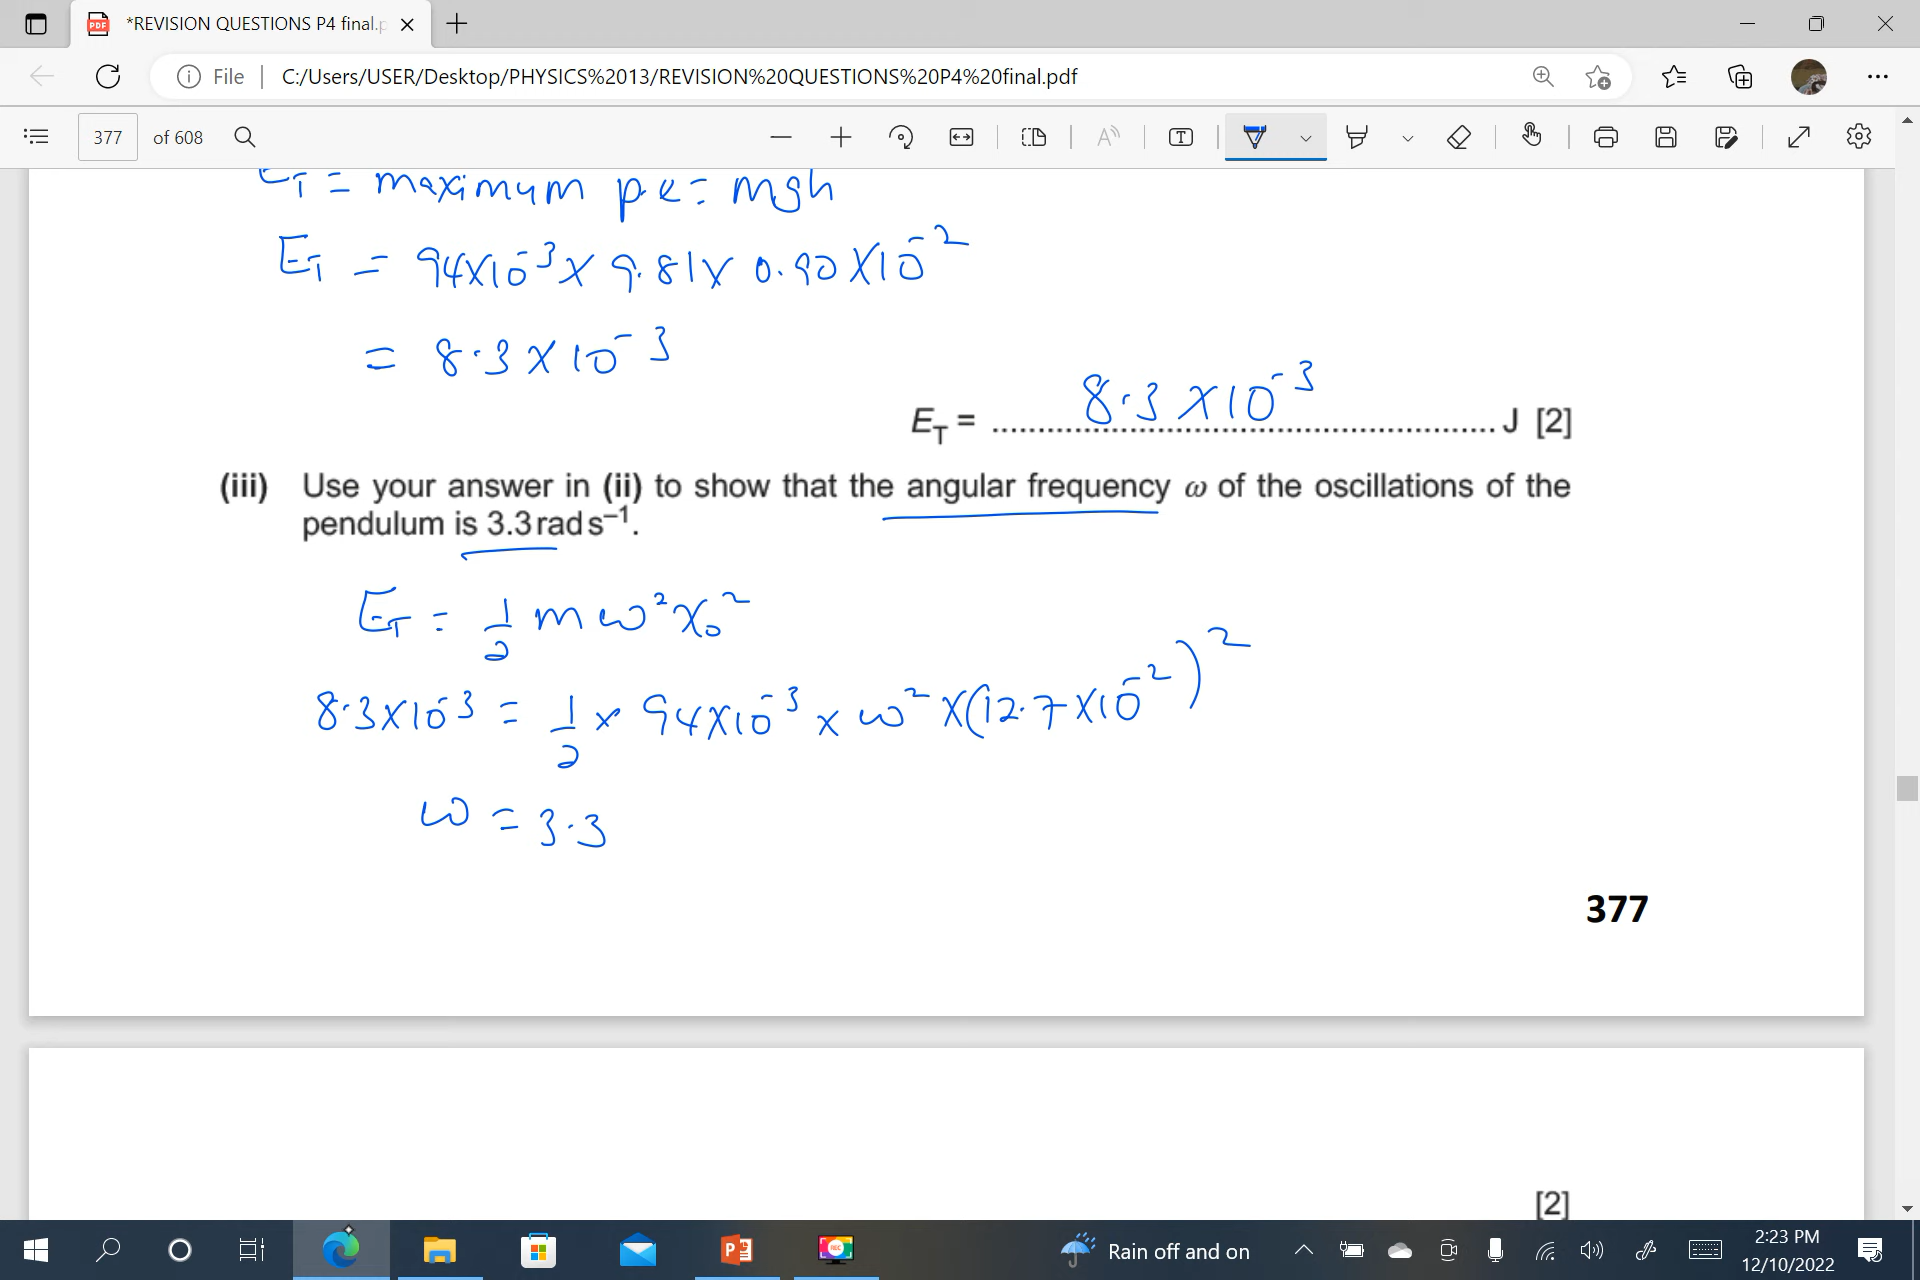 *REVISION QUESTIONS P4 final.p
File
C:/Users/USER/Desktop/PHYSICS%2013/REVISION%20QUESTIONS%20P4%20final.pdf
377 of 608
E_T = maximum p.e = mgh
E_T = 94×10⁻³ × 9.81 × 0.90 ×10⁻²
= 8.3 × 10⁻³
E_T = 8.3 ×10⁻³ J [2]
(iii) Use your answer in (ii) to show that the angular frequency ω of the oscillations of the
pendulum is 3.3 rad s⁻¹.
E_T = 1/2 m ω² x₀²
8.3×10⁻³ = 1/2 × 94×10⁻³ × ω² ×(12.7 ×10⁻²)²
ω = 3.3
377
[2]
Rain off and on
2:23 PM
12/10/2022